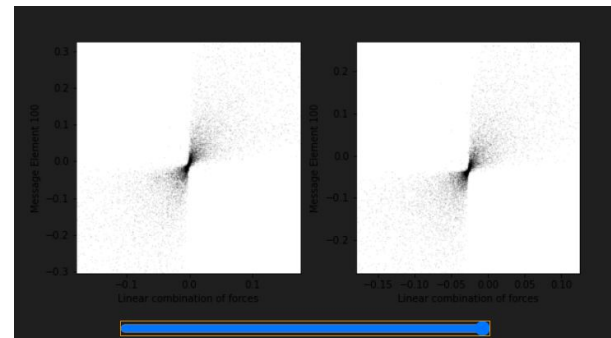 Message Element 100
0.3
0.2
0.1
0.0
−0.1
−0.2
−0.3
−0.1 0.0 0.1
Linear combination of forces
Message Element 100
0.2
0.1
0.0
−0.1
−0.2
−0.15 −0.10 −0.05 0.00 0.05 0.10
Linear combination of forces